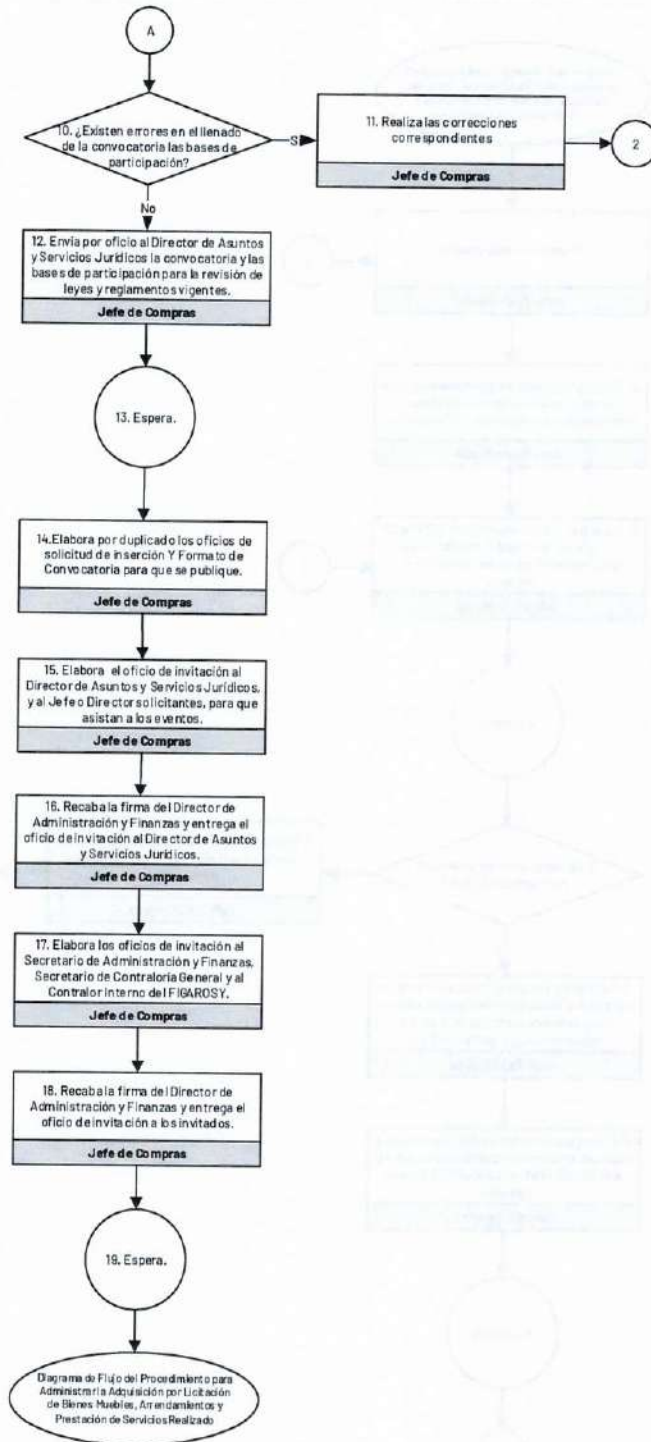 A
10. ¿Existen errores en el llenado
de la convocatoria las bases de
participación?
S
11. Realiza las correcciones
correspondientes
Jefe de Compras
2
No
12. Envía por oficio al Director de Asuntos
y Servicios Jurídicos la convocatoria y las
bases de participación para la revisión de
leyes y reglamentos vigentes.
Jefe de Compras
13. Espera.
14.Elabora por duplicado los oficios de
solicitud de inserción Y Formato de
Convocatoria para que se publique.
Jefe de Compras
15. Elabora el oficio de invitación al
Director de Asuntos y Servicios Jurídicos,
y al Jefe o Director solicitantes, para que
asistan a los eventos.
Jefe de Compras
16. Recaba la firma del Director de
Administración y Finanzas y entrega el
oficio de invitación al Director de Asuntos
y Servicios Jurídicos.
Jefe de Compras
17. Elabora los oficios de invitación al
Secretario de Administración y Finanzas,
Secretario de Contraloría General y al
Contralor Interno del FIGAROSY.
Jefe de Compras
18. Recaba la firma del Director de
Administración y Finanzas y entrega el
oficio de invitación a los invitados.
Jefe de Compras
19. Espera.
Diagrama de Flujo del Procedimiento para
Administrar la Adquisición por Licitación
de Bienes Muebles, Arrendamientos y
Prestación de Servicios Realizado